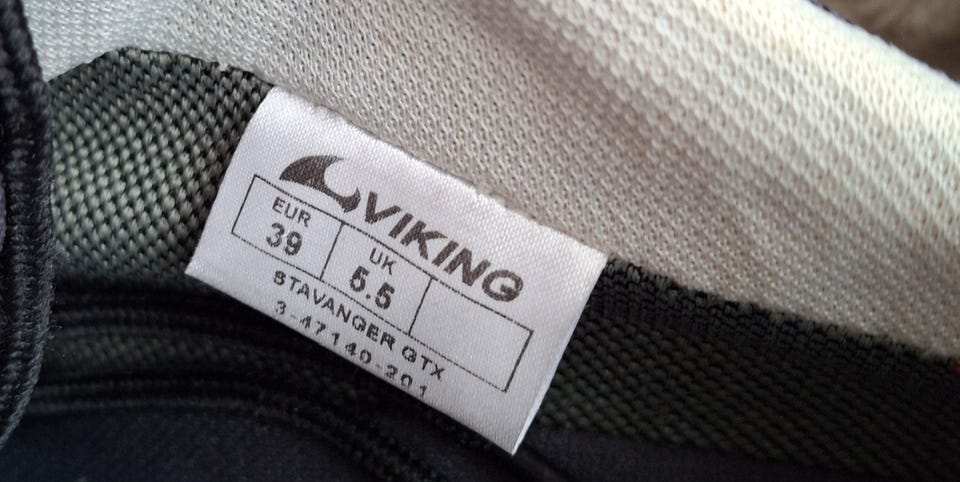 VIKING
EUR UK
39 5.5
STAVANGER GTX
3-47140-201